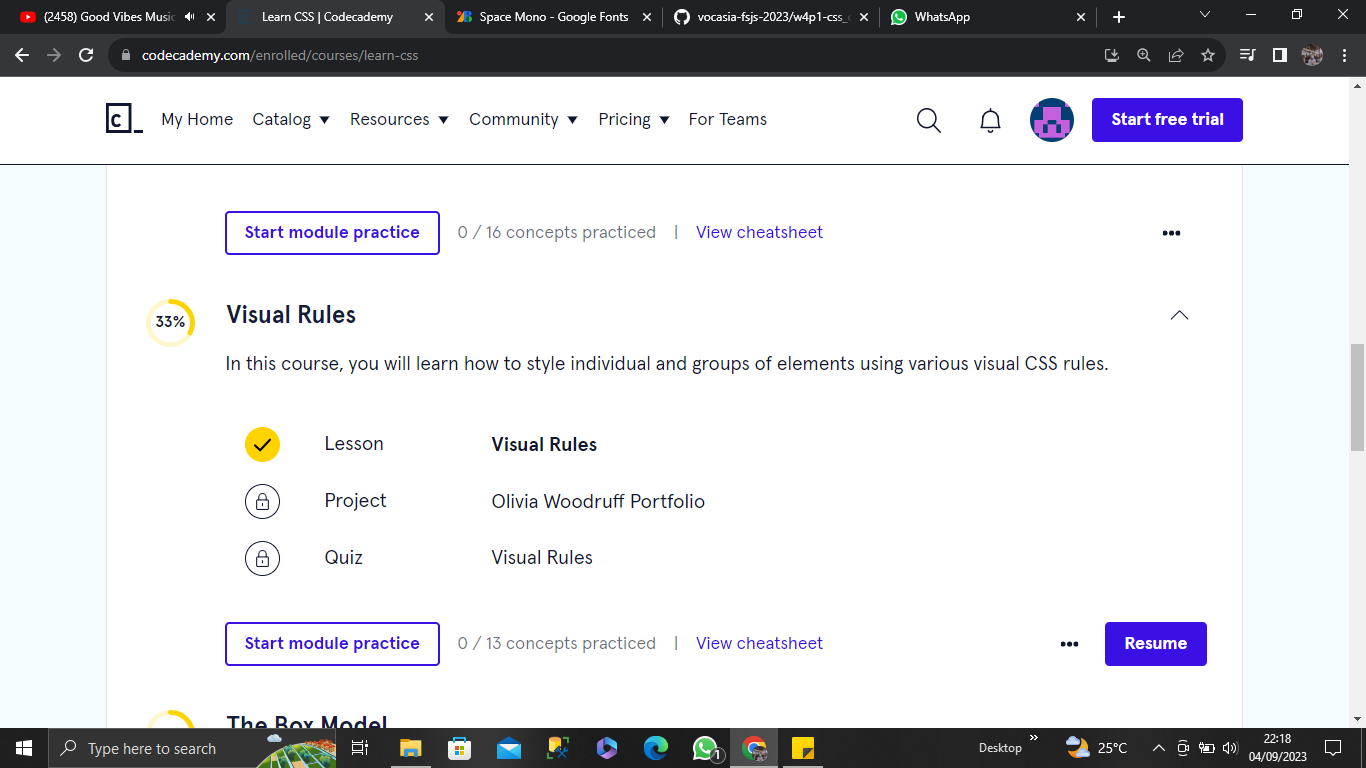 (2458) Good Vibes Music
Learn CSS | Codecademy
Space Mono - Google Fonts
vocasia-fsjs-2023/w4p1-css_
WhatsApp
codecademy.com/enrolled/courses/learn-css
c_
My Home
Catalog
Resources
Community
Pricing
For Teams
Start free trial
Start module practice
0 / 16 concepts practiced
|
View cheatsheet
33%
Visual Rules
In this course, you will learn how to style individual and groups of elements using various visual CSS rules.
Lesson
Visual Rules
Project
Olivia Woodruff Portfolio
Quiz
Visual Rules
Start module practice
0 / 13 concepts practiced
|
View cheatsheet
Resume
The Box Model
Type here to search
1
Desktop
25°C
22:18
04/09/2023